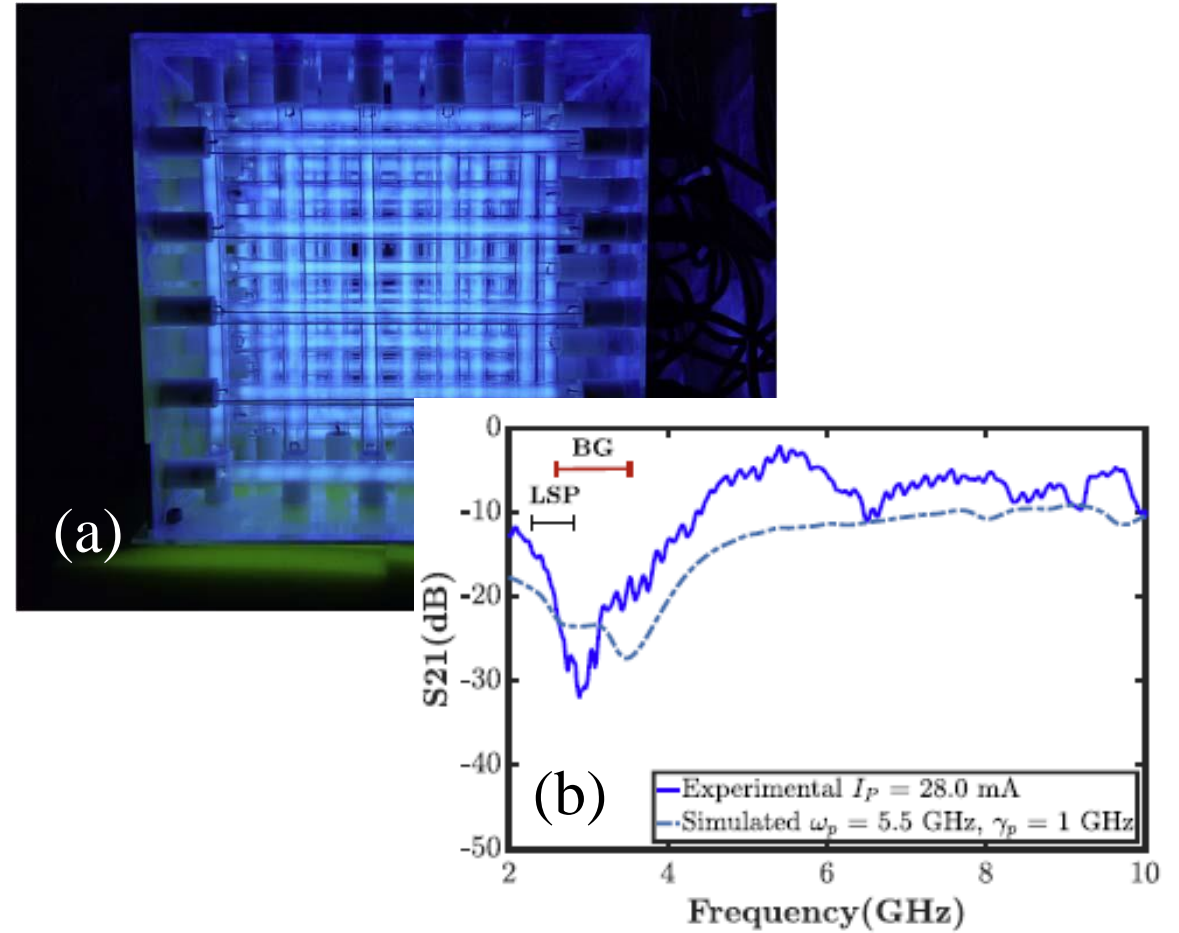 (a)
0
-10
-20
-30
-40
-50
S21(dB)
BG
LSP
(b)
Experimental I_P = 28.0 mA
Simulated ω_p = 5.5 GHz, γ_p = 1 GHz
2 4 6 8 10
Frequency(GHz)